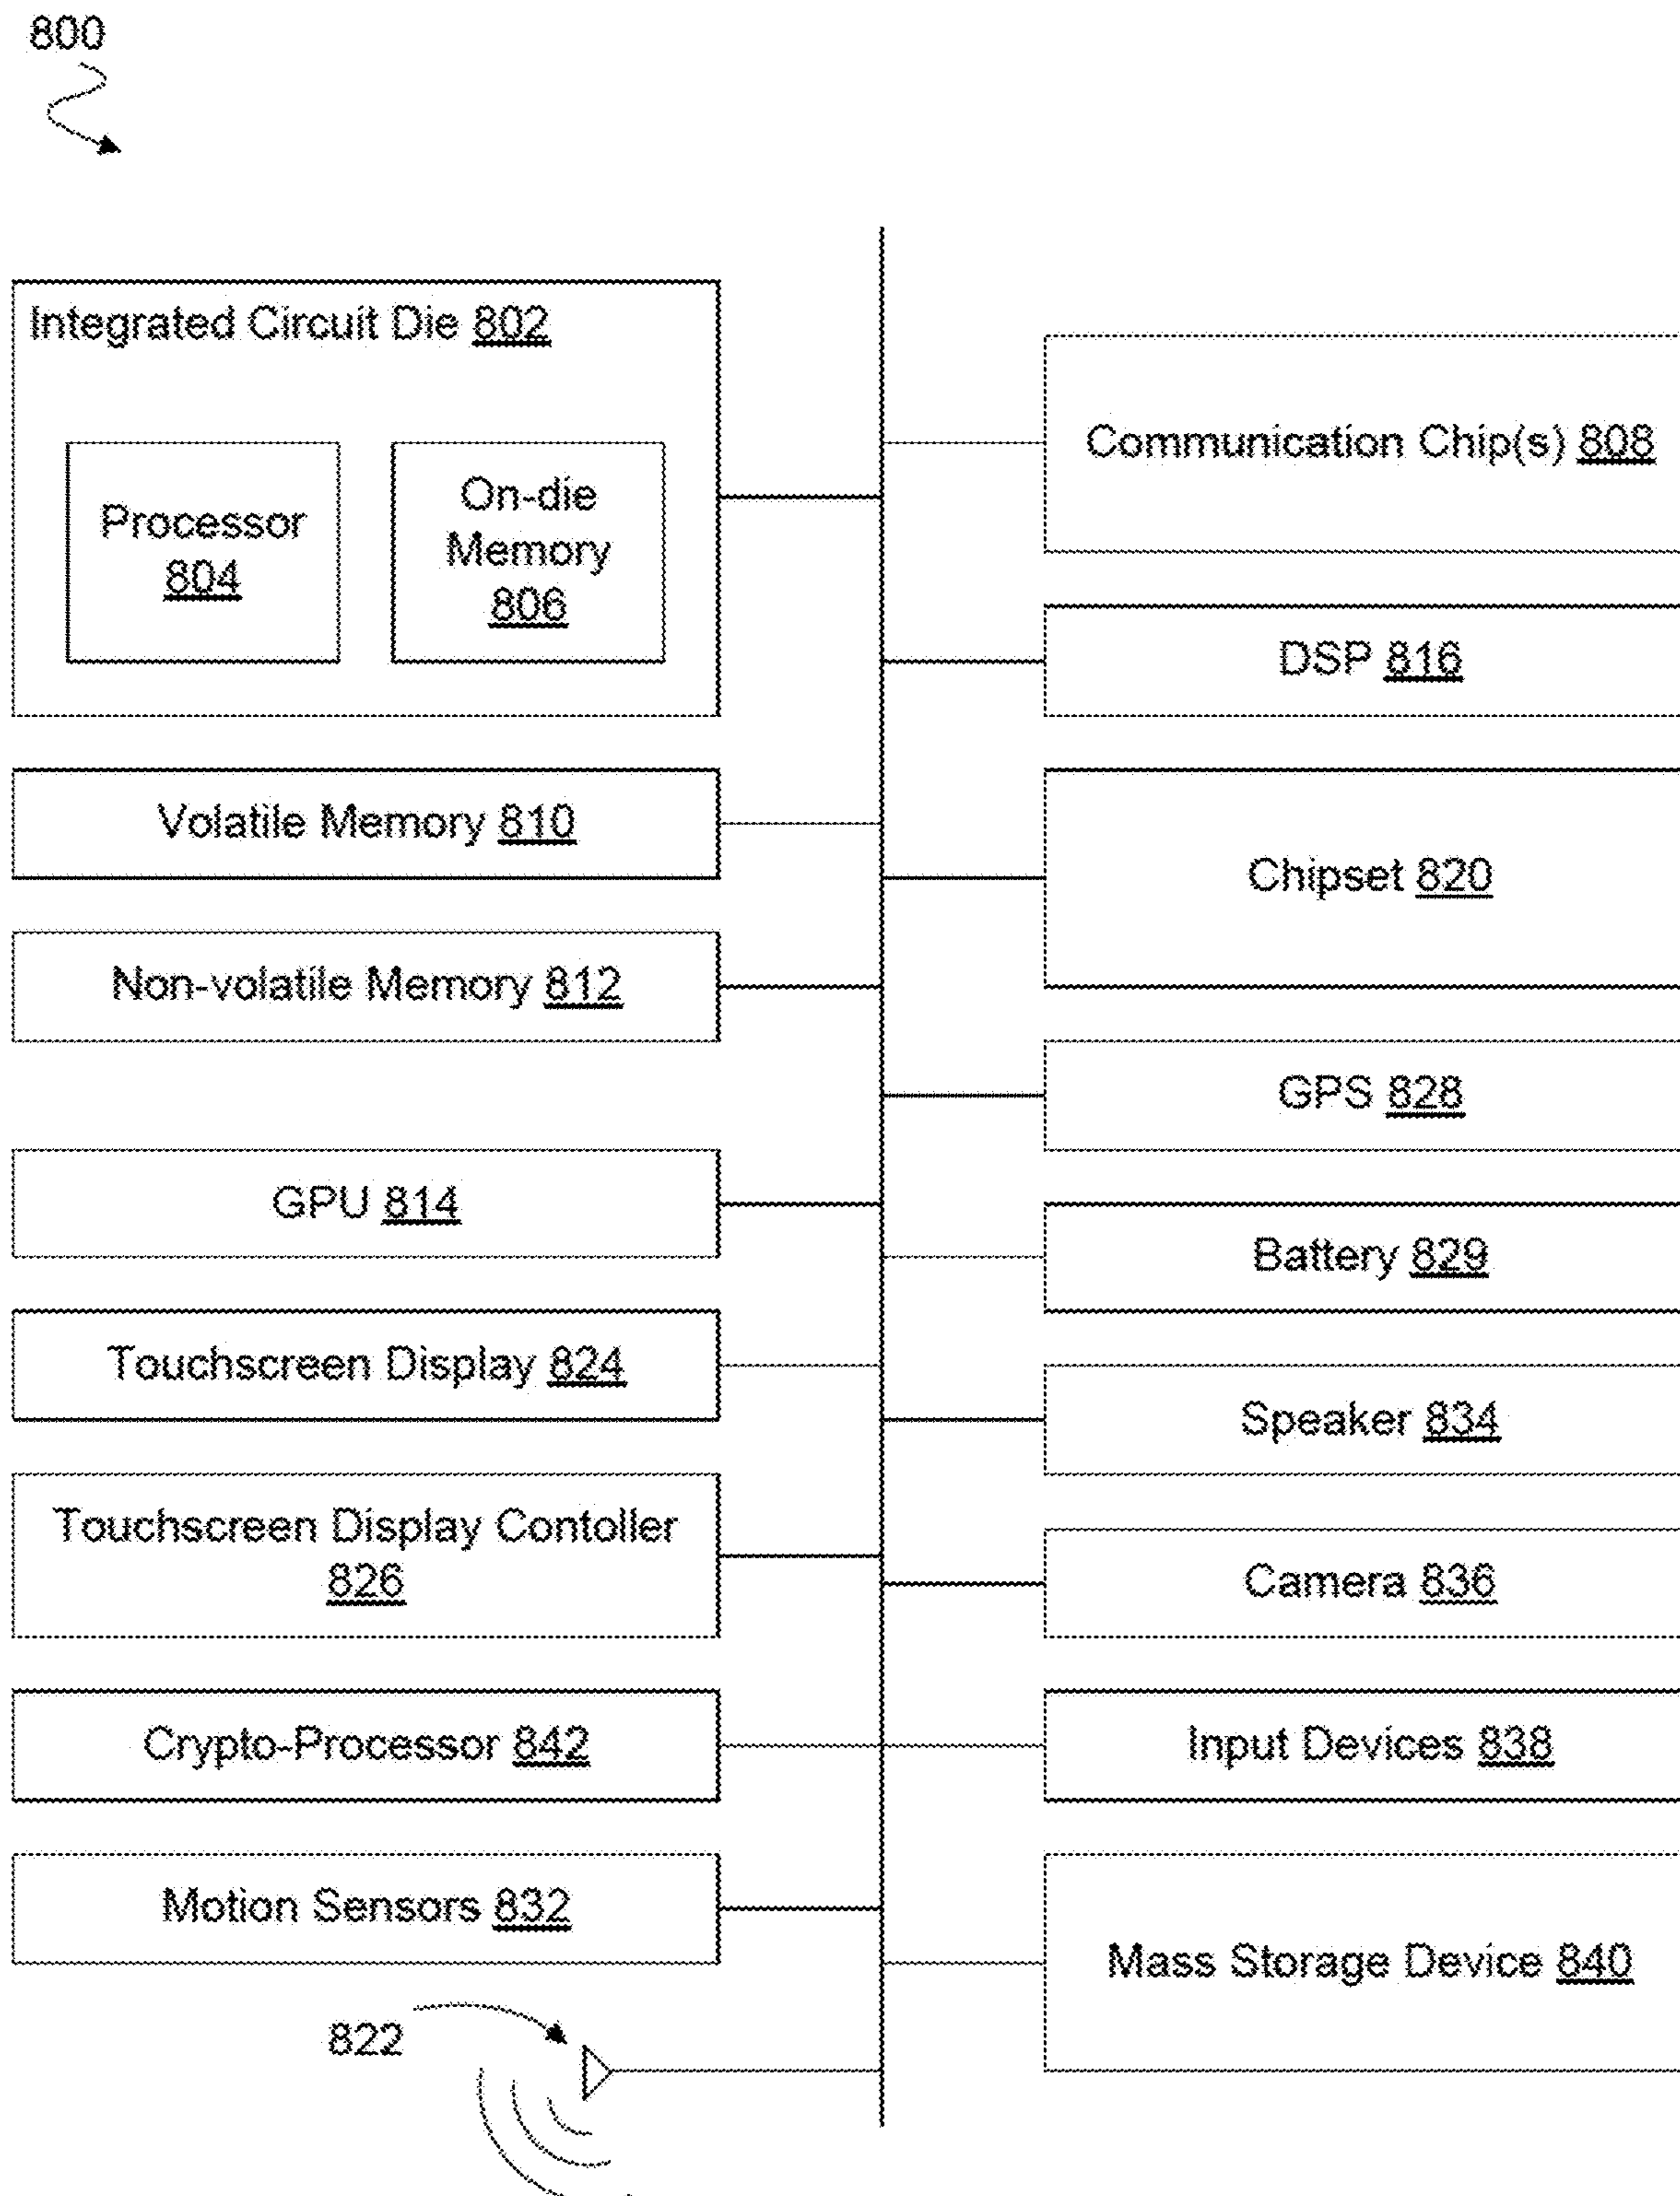 800
Integrated Circuit Die 802
Processor
804
On-die
Memory
806
Volatile Memory 810
Non-volatile Memory 812
GPU 814
Touchscreen Display 824
Touchscreen Display Contoller
826
Crypto-Processor 842
Motion Sensors 832
822
Communication Chip(s) 808
DSP 816
Chipset 820
GPS 828
Battery 829
Speaker 834
Camera 836
Input Devices 838
Mass Storage Device 840